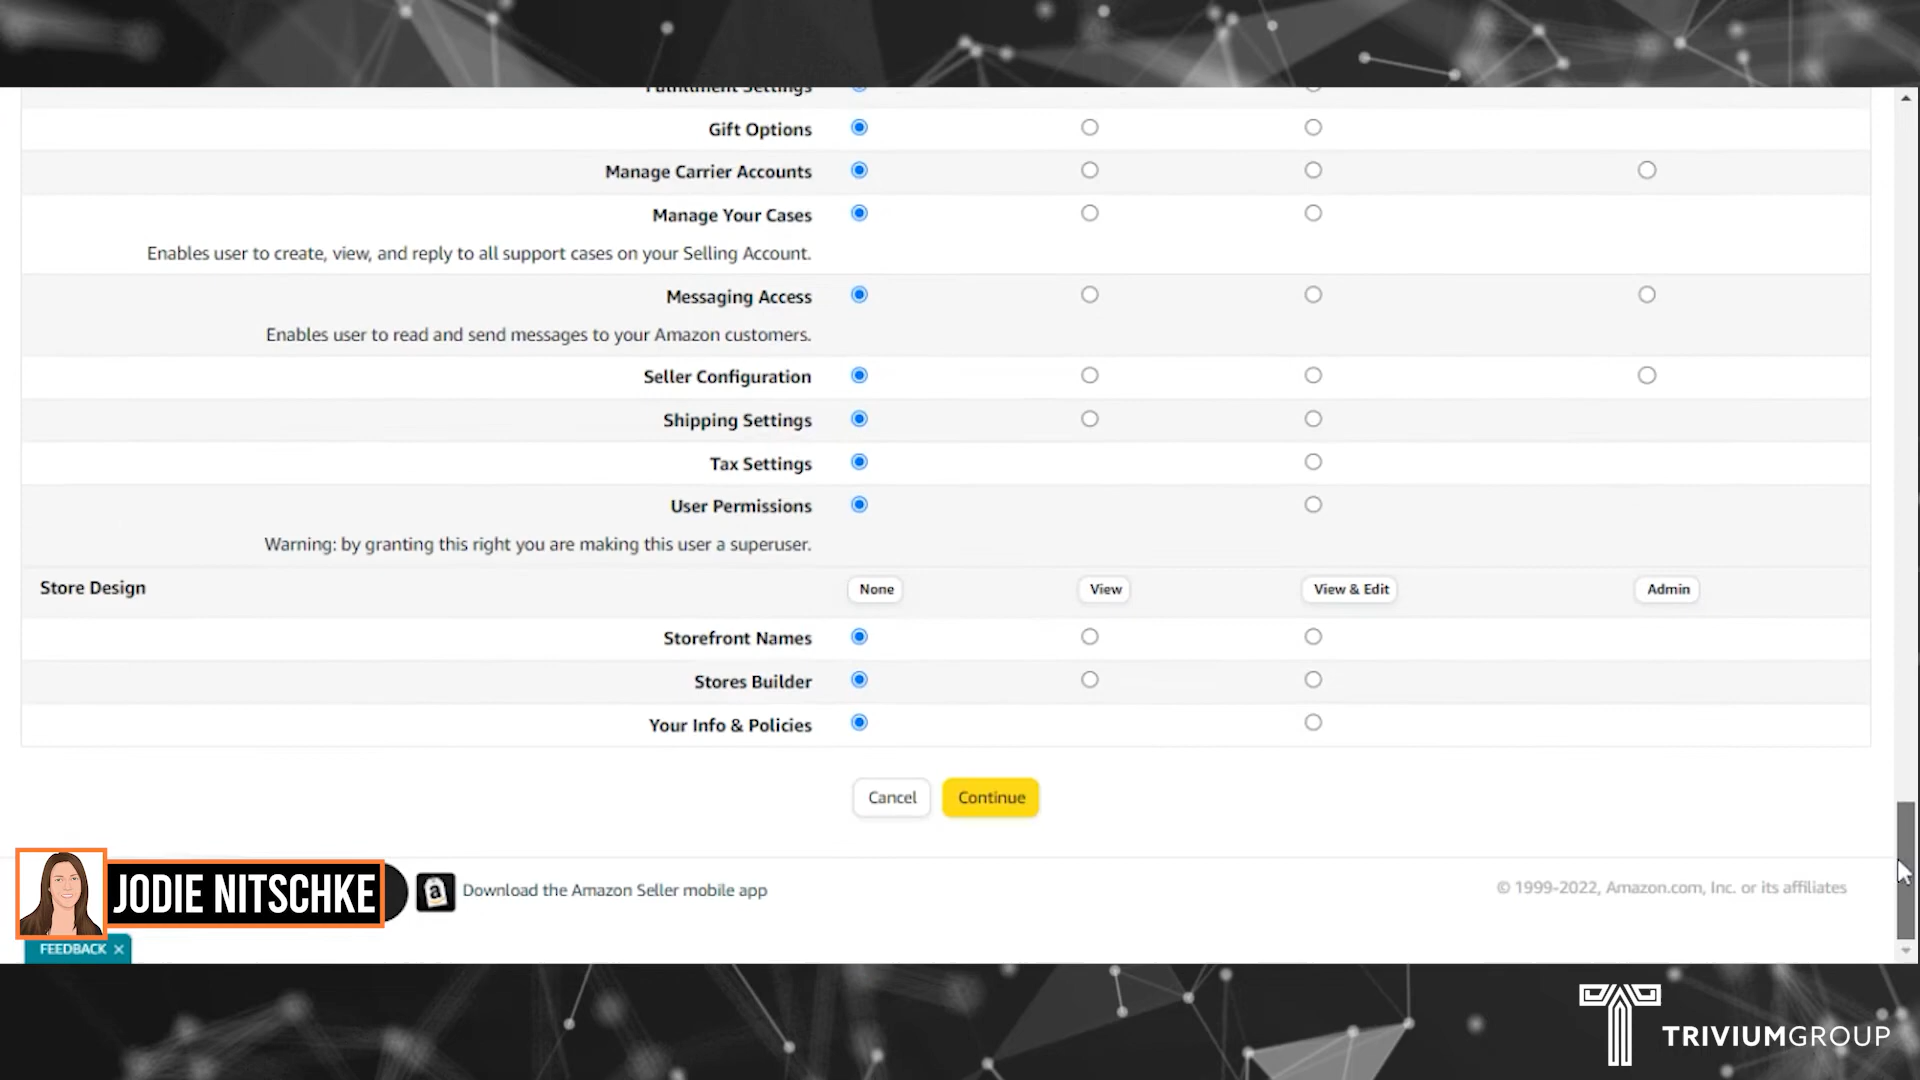 Fulfillment Settings
Gift Options
Manage Carrier Accounts
Manage Your Cases
Enables user to create, view, and reply to all support cases on your Selling Account.
Messaging Access
Enables user to read and send messages to your Amazon customers.
Seller Configuration
Shipping Settings
Tax Settings
User Permissions
Warning: by granting this right you are making this user a superuser.
Store Design None View View & Edit Admin
Storefront Names
Stores Builder
Your Info & Policies
Cancel Continue
JODIE NITSCHKE
Download the Amazon Seller mobile app
© 1999-2022, Amazon.com, Inc. or its affiliates
FEEDBACK ×
TRIVIUMGROUP